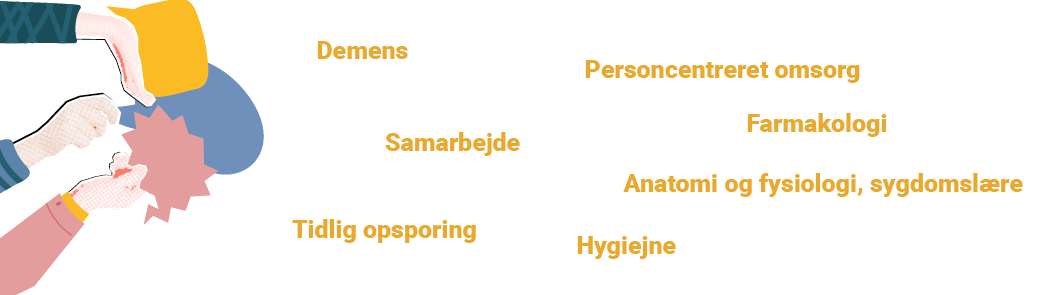 Demens
Personcentreret omsorg
Farmakologi
Samarbejde
Anatomi og fysiologi, sygdomslære
Tidlig opsporing
Hygiejne